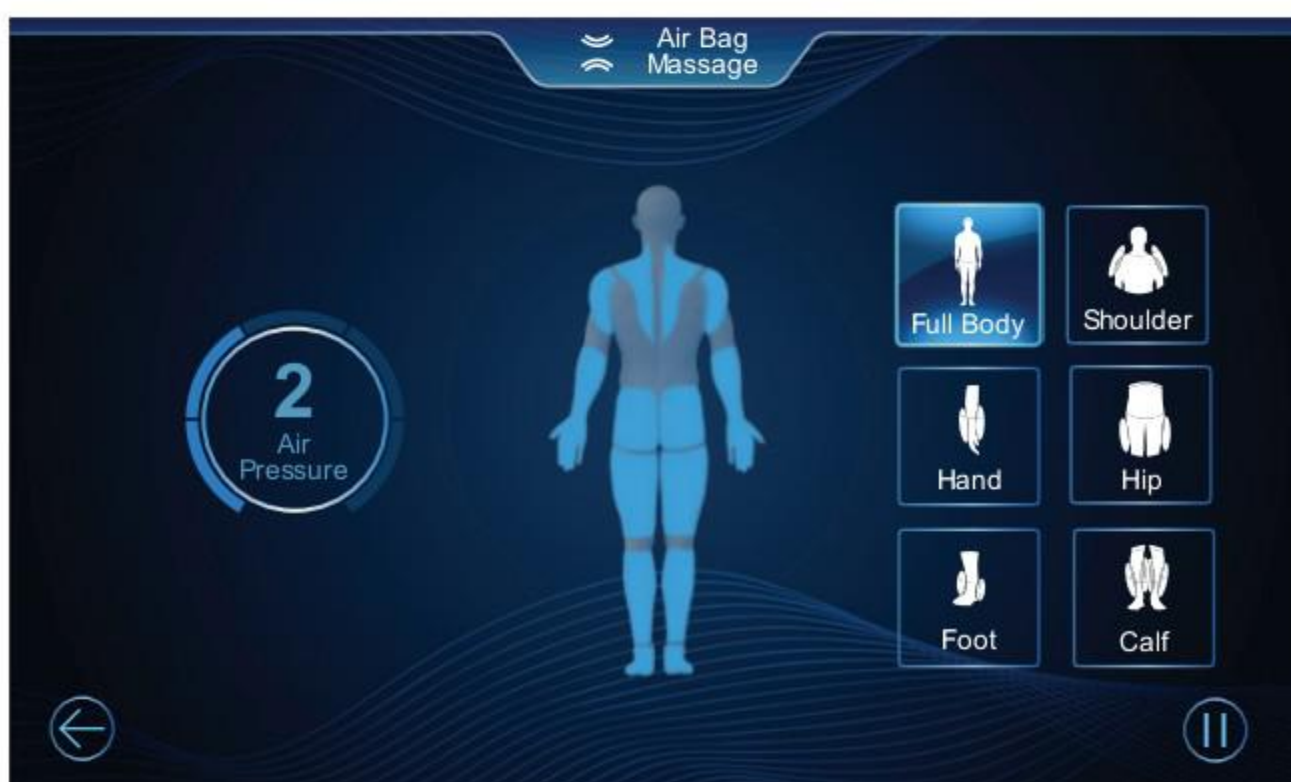 Air Bag
Massage
2
Air
Pressure
Full Body
Shoulder
Hand
Hip
Foot
Calf